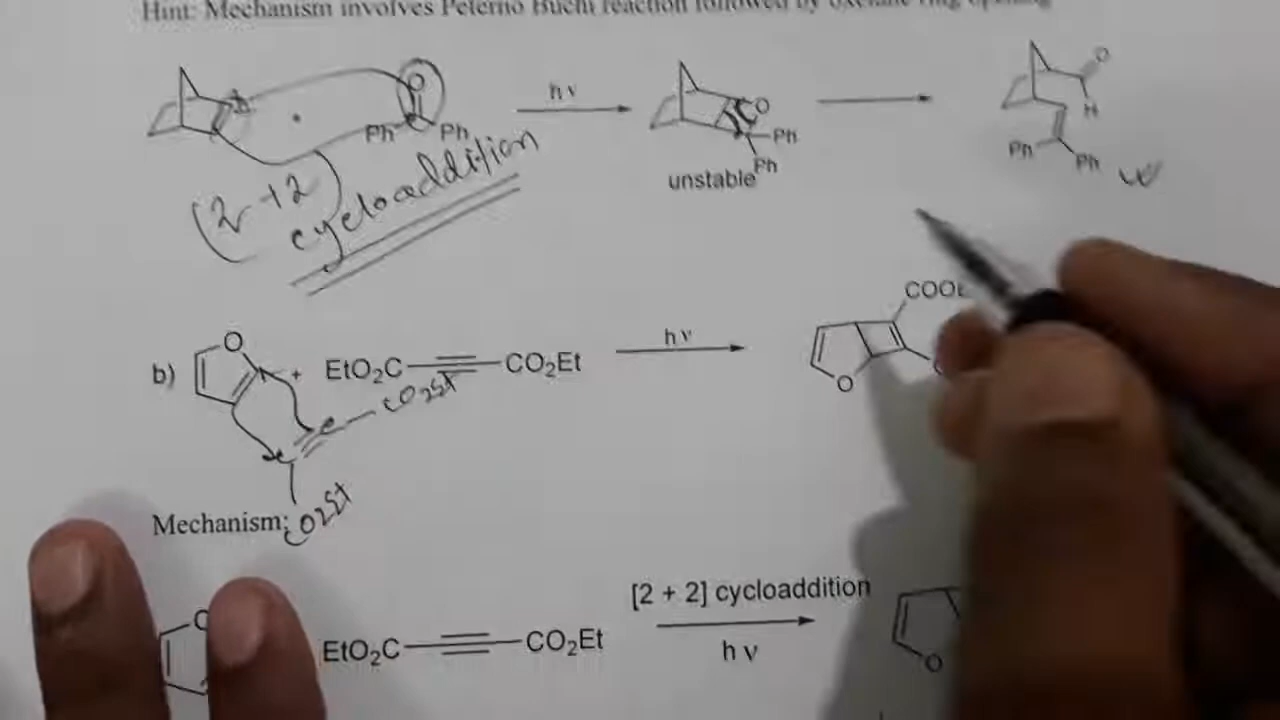 Hint: Mechanism involves Peterno Buchi reaction followed by oxetane ring opening
O
Ph Ph
hν
O
Ph
Ph
unstable
O
H
Ph
Ph
(2+2)
cycloaddition
b)
O
+
EtO2C
CO2Et
hν
COOE
O
CO2Et
CO2Et
Mechanism:
[2 + 2] cycloaddition
EtO2C
CO2Et
hν
O